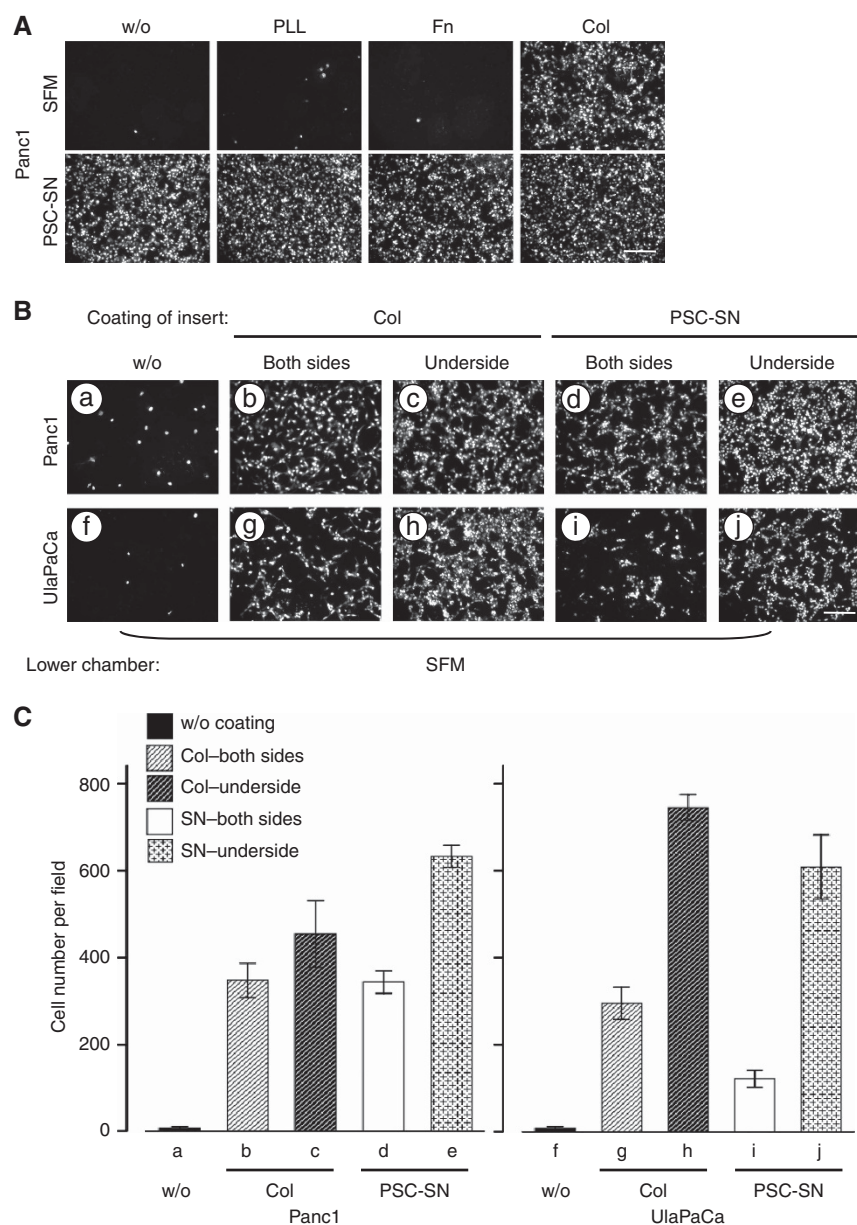 A
w/o PLL Fn Col
SFM
PSC-SN
Panc1
B
Coating of insert: Col PSC-SN
w/o Both sides Underside Both sides Underside
a b c d e
Panc1
f g h i j
UlaPaCa
Lower chamber: SFM
C
w/o coating
Col–both sides
Col–underside
SN–both sides
SN–underside
Cell number per field
800
600
400
200
0
a b c d e f g h i j
w/o Col PSC-SN w/o Col PSC-SN
Panc1 UlaPaCa